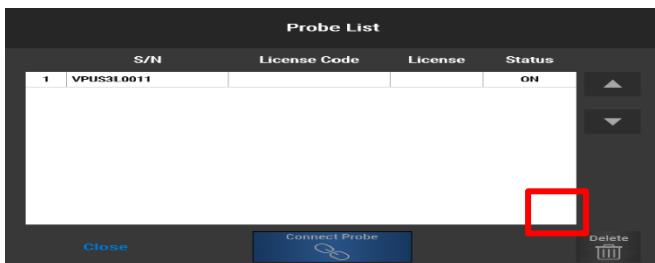 Probe List
S/N License Code License Status
1 VPUS3L0011 ON
Close Connect Probe Delete